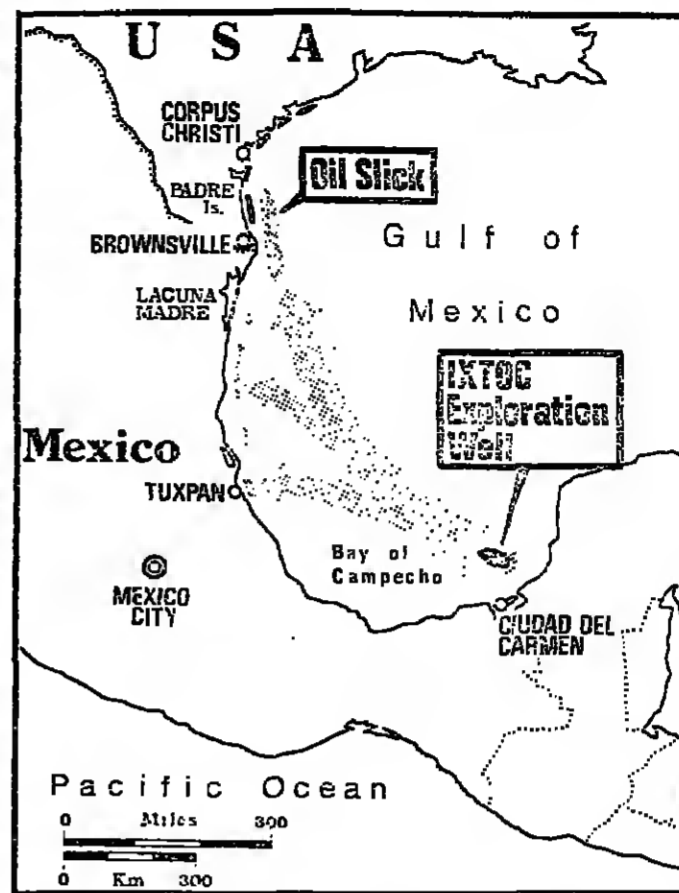 U S A
CORPUS
CHRISTI
Oil Slick
PADRE
Is.
BROWNSVILLE
Gulf of
LACUNA
MADRE
Mexico
IXTOC
Exploration
Well
Mexico
TUXPAN
Bay of
Campecho
MEXICO
CITY
CIUDAD DEL
CARMEN
Pacific Ocean
0 Miles 300
0 Km 300